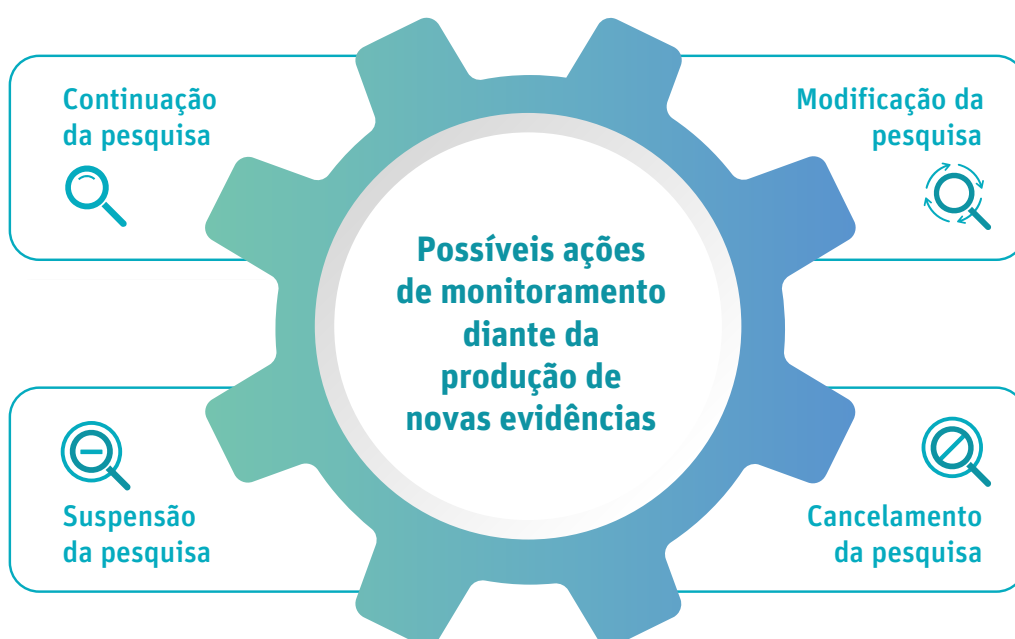 Continuação
da pesquisa
Modificação da
pesquisa
Possíveis ações
de monitoramento
diante da
produção de
novas evidências
Suspensão
da pesquisa
Cancelamento
da pesquisa